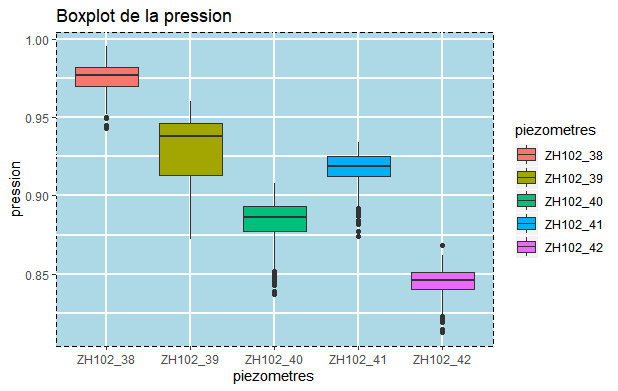 Boxplot de la pression
pression
1.00
0.95
0.90
0.85
ZH102_38 ZH102_39 ZH102_40 ZH102_41 ZH102_42
piezometres
piezometres
ZH102_38
ZH102_39
ZH102_40
ZH102_41
ZH102_42